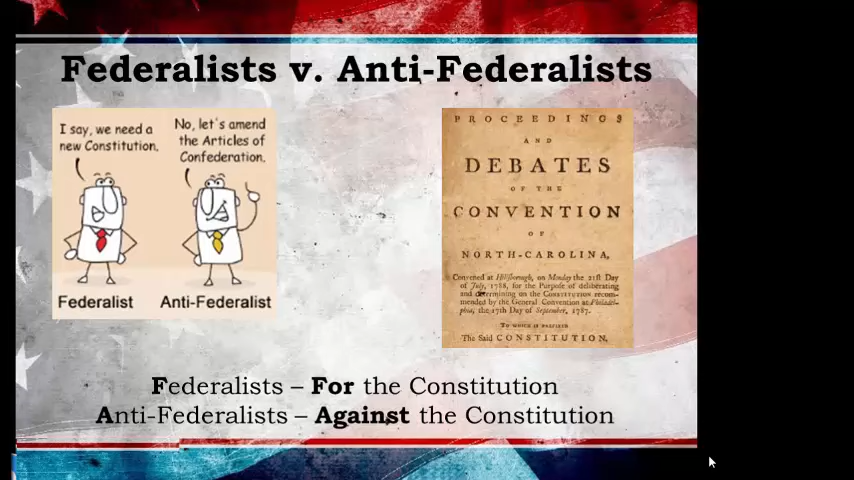 Federalists v. Anti-Federalists
I say, we need a
new Constitution.
No, let's amend
the Articles of
Confederation.
Federalist
Anti-Federalist
PROCEEDINGS
AND
DEBATES
OF THE
CONVENTION
OF
NORTH-CAROLINA,
Convened at Hillsborough, on Monday the 21st Day
of July, 1788, for the Purpose of deliberating
and determining on the CONSTITUTION recom-
mended by the General Convention at Philadel-
phia, the 17th Day of September, 1787.
To which is prefixed
The Said CONSTITUTION.
Federalists – For the Constitution
Anti-Federalists – Against the Constitution